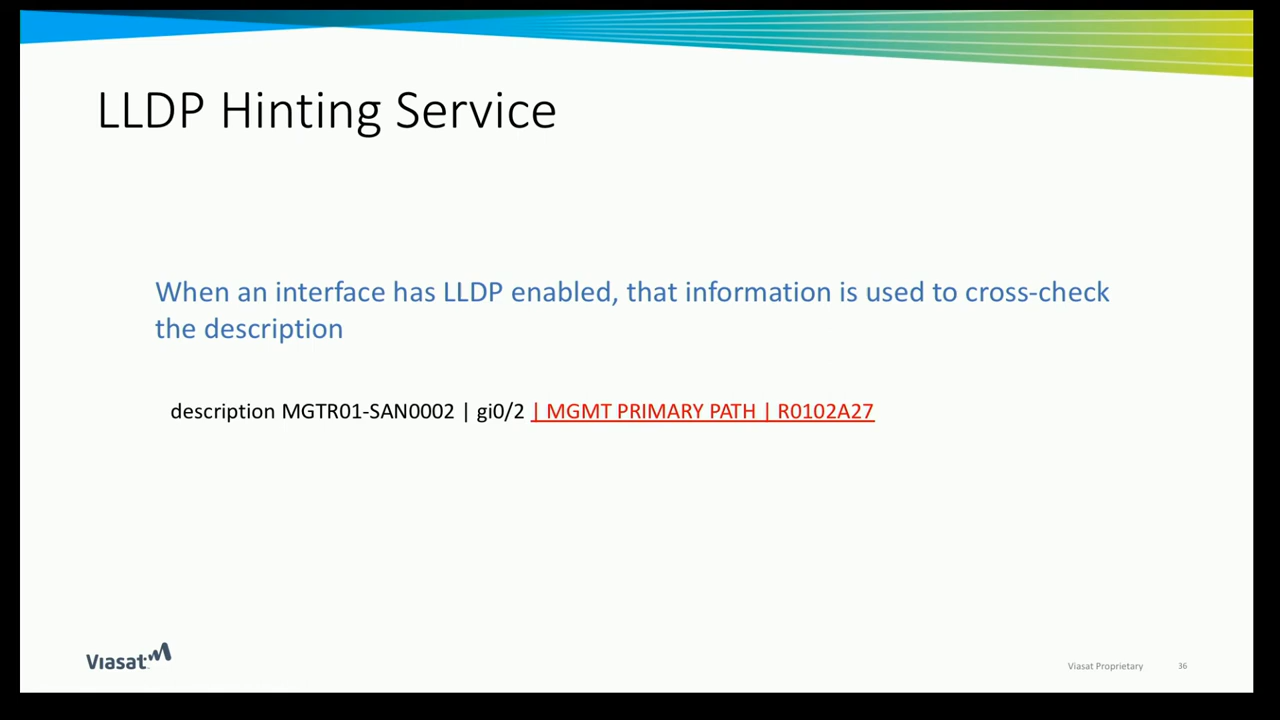 LLDP Hinting Service
When an interface has LLDP enabled, that information is used to cross-check
the description
description MGTR01-SAN0002 | gi0/2 | MGMT PRIMARY PATH | R0102A27
Viasat
Viasat Proprietary
36